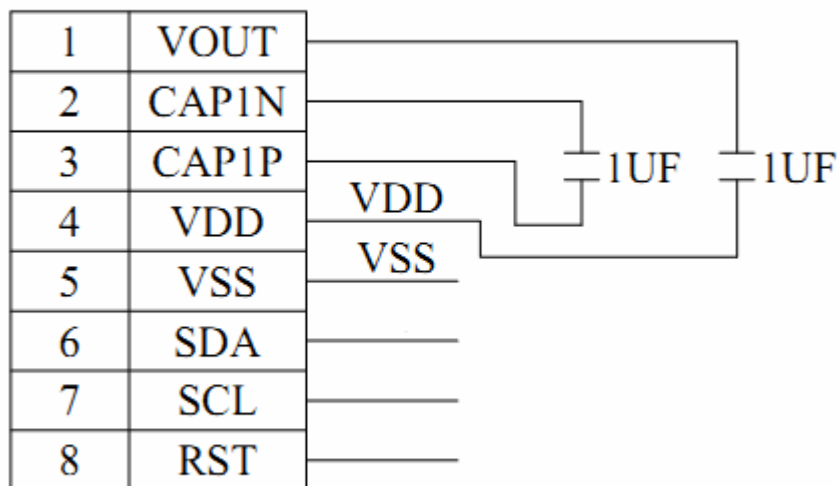 1 VOUT
2 CAP1N
3 CAP1P 1UF 1UF
4 VDD VDD
5 VSS VSS
6 SDA
7 SCL
8 RST